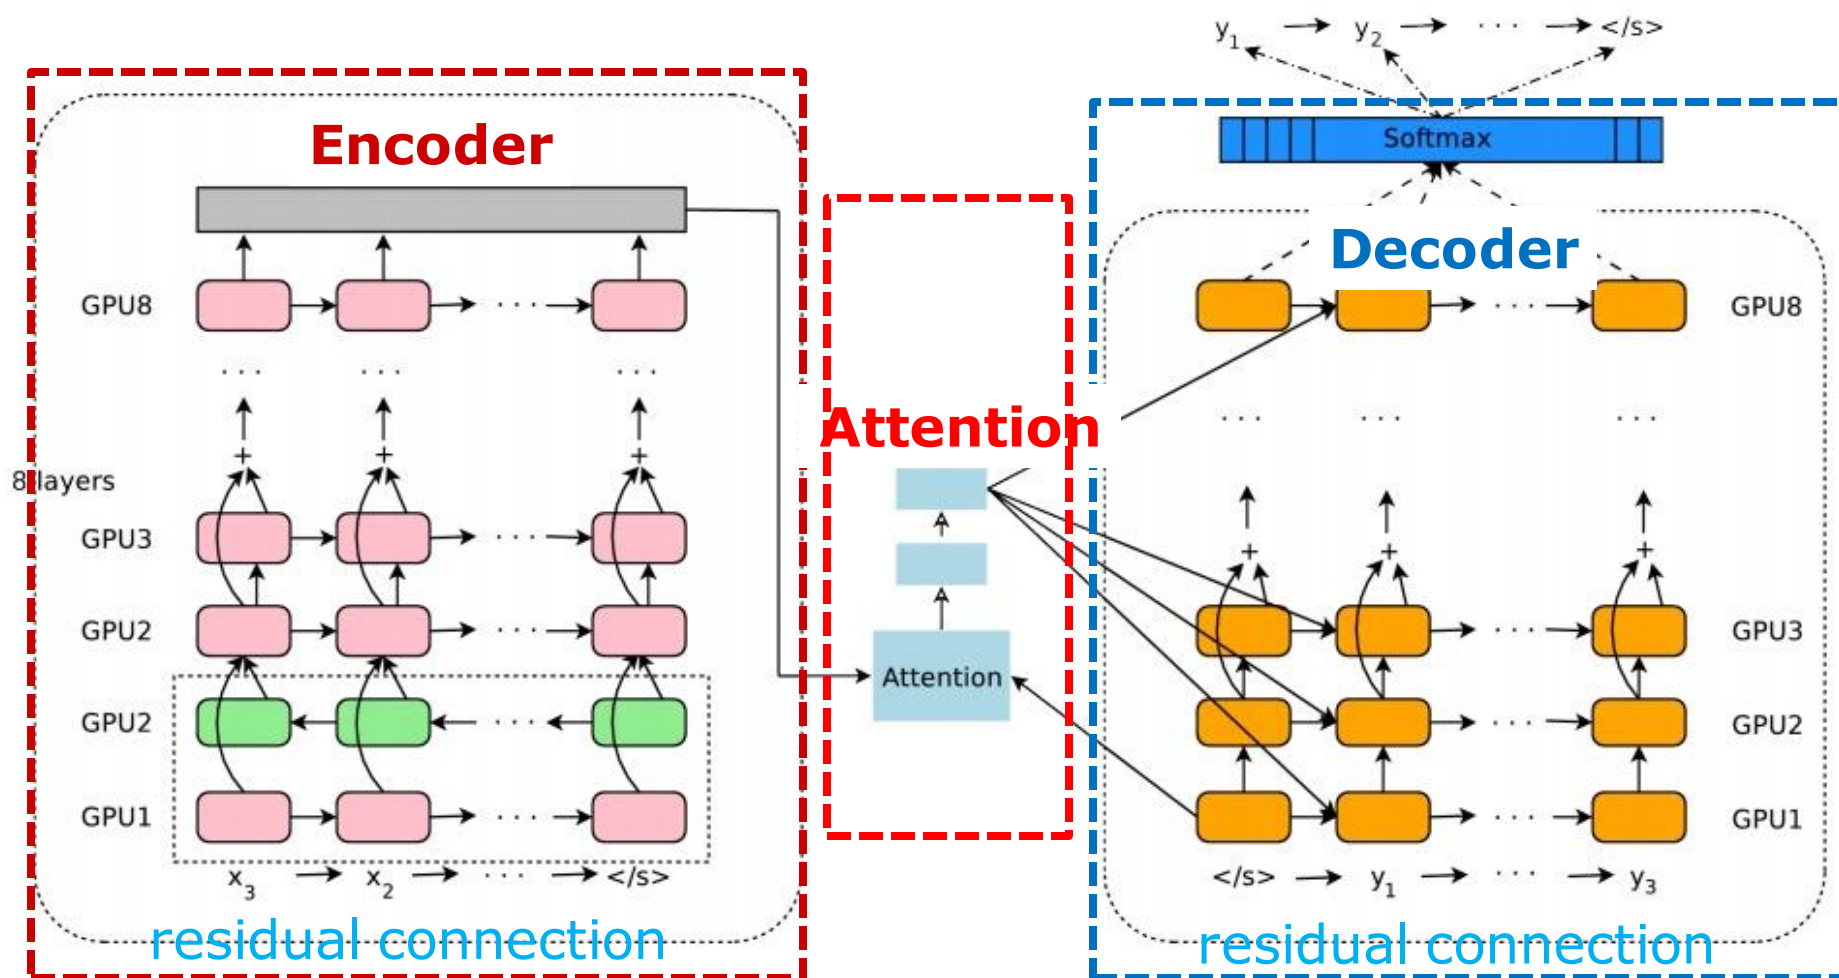 y1 y2 ··· </s>
Softmax
Encoder
Decoder
GPU8
···
··· ··· ···
8 layers
+ + +
GPU3
···
GPU2
···
GPU2
···
GPU1
···
x3 x2 ··· </s>
residual connection
Attention
Attention
··· GPU8
··· ··· ···
+ + +
··· GPU3
··· GPU2
··· GPU1
</s> y1 ··· y3
residual connection